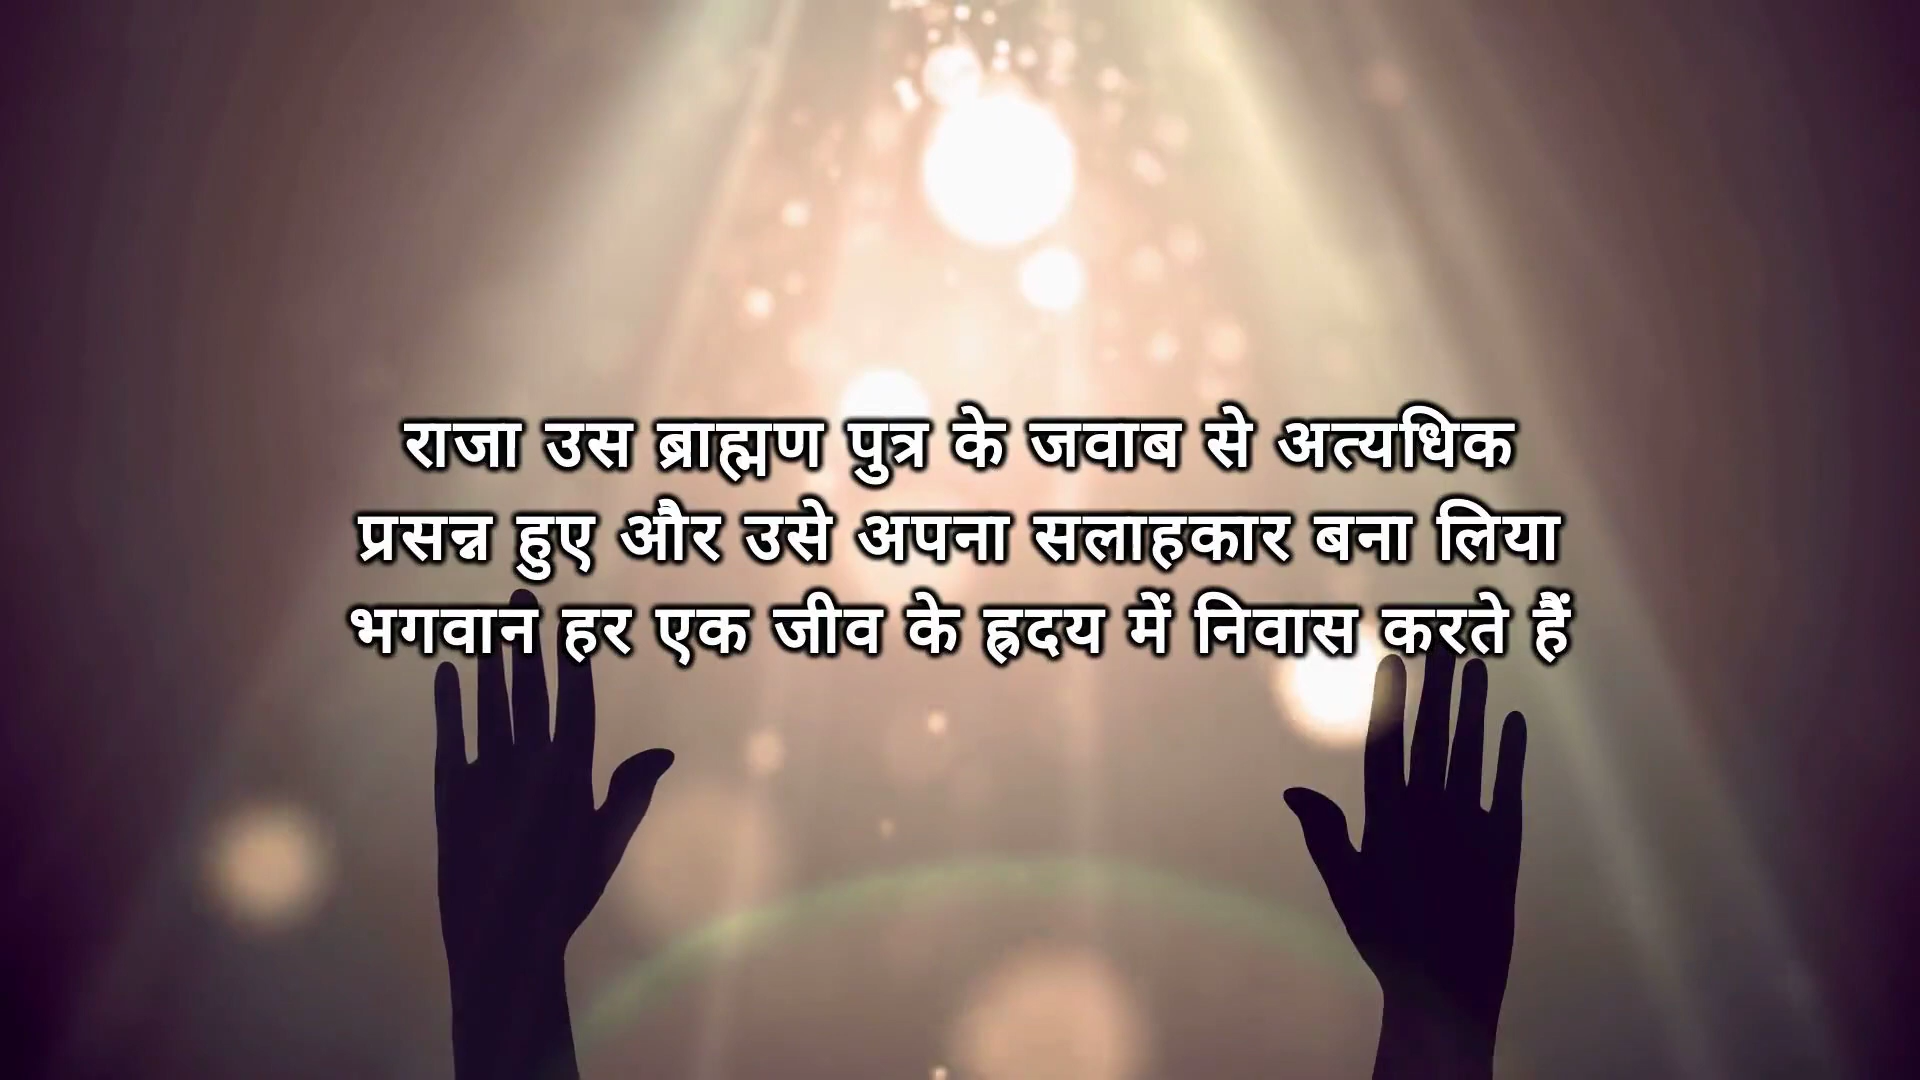 राजा उस ब्राह्मण पुत्र के जवाब से अत्यधिक
प्रसन्न हुए और उसे अपना सलाहकार बना लिया
भगवान हर एक जीव के ह्रदय में निवास करते हैं